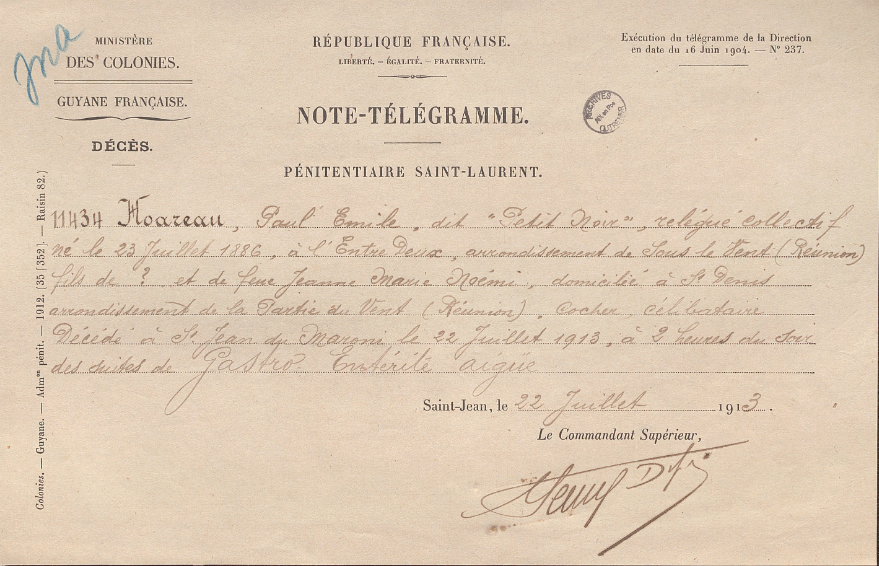 MINISTÈRE
DES COLONIES.
GUYANE FRANÇAISE.
DÉCÈS.
RÉPUBLIQUE FRANÇAISE.
LIBERTÉ. — ÉGALITÉ. — FRATERNITÉ.
NOTE-TÉLÉGRAMME.
PÉNITENTIAIRE SAINT-LAURENT.
Exécution du télégramme de la Direction
en date du 16 Juin 1904. — N° 237.
ARCHIVES
11434 Hoareau, Paul Emile, dit "Petit Noir", relégué collectif
né le 23 Juillet 1886, à l'Entre Deux, arrondissement de Sous le Vent (Réunion)
fils de ? et de feue Jeanne Marie Noémi, domicilié à St Denis
arrondissement de la Partie du Vent (Réunion), Cocher, célibataire
Décédé à St Jean du Maroni le 22 Juillet 1913, à 2 heures du soir
des suites de Gastro-Entérite aigüe
Saint-Jean, le 22 Juillet 1913.
Le Commandant Supérieur,
Colonies. — Guyane. — Admon pénit. — 1912. (35 [352]. — Raisin 82.)